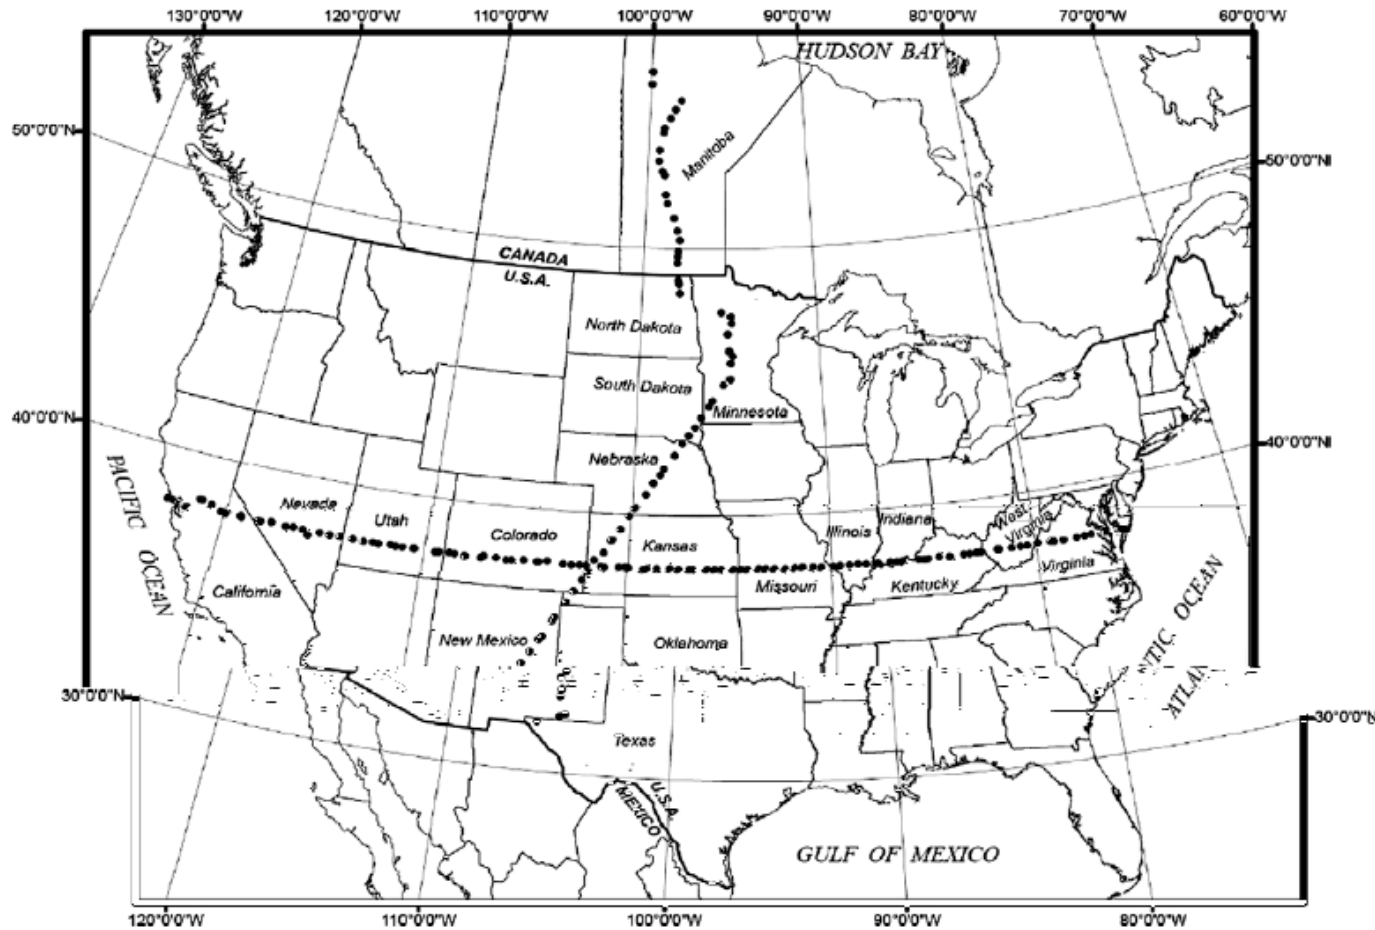 130°0'0"W
120°0'0"W
110°0'0"W
100°0'0"W
90°0'0"W
80°0'0"W
70°0'0"W
60°0'0"W
HUDSON BAY
50°0'0"N
Manitoba
50°0'0"N
CANADA
U.S.A.
North Dakota
South Dakota
Minnesota
40°0'0"N
40°0'0"N
Nebraska
PACIFIC OCEAN
Nevada
Utah
Colorado
Kansas
Illinois
Indiana
West
Virginia
Missouri
Kentucky
Virginia
California
New Mexico
Oklahoma
OCEAN
30°0'0"N
30°0'0"N
Texas
U.S.A.
MEXICO
GULF OF MEXICO
120°0'0"W
110°0'0"W
100°0'0"W
90°0'0"W
80°0'0"W